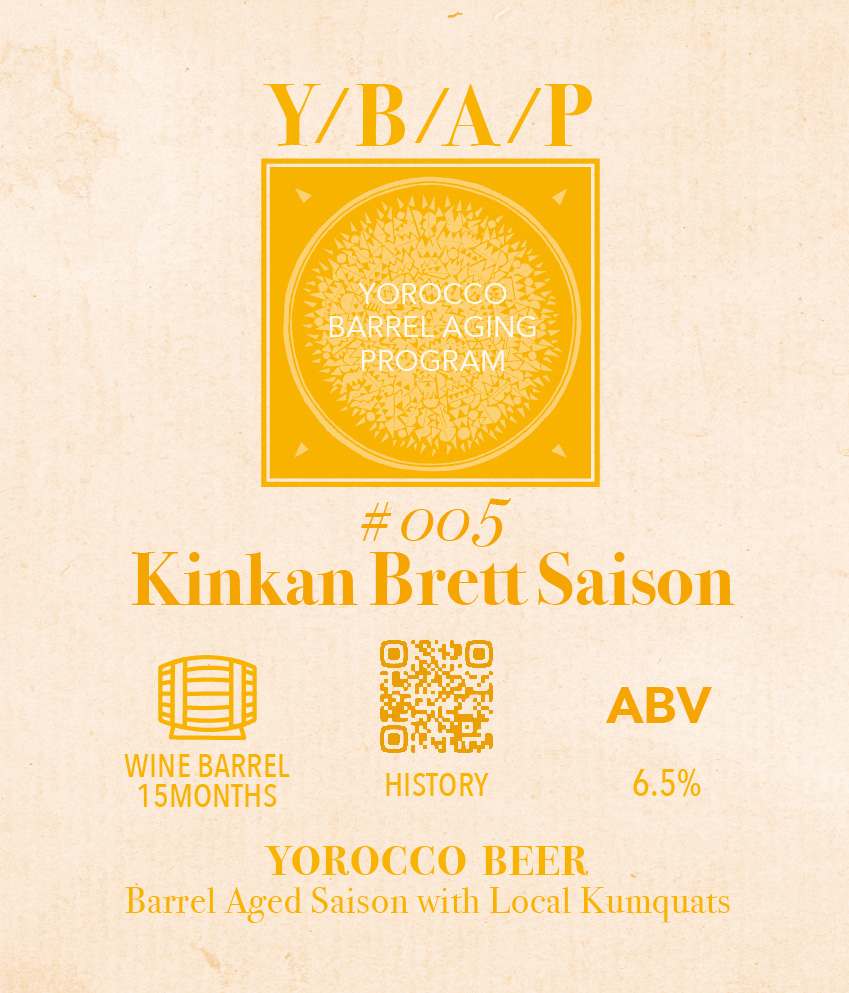 Y/B/A/P
YOROCCO
BARREL AGING
PROGRAM
#005
Kinkan Brett Saison
WINE BARREL
15MONTHS
HISTORY
ABV
6.5%
YOROCCO BEER
Barrel Aged Saison with Local Kumquats